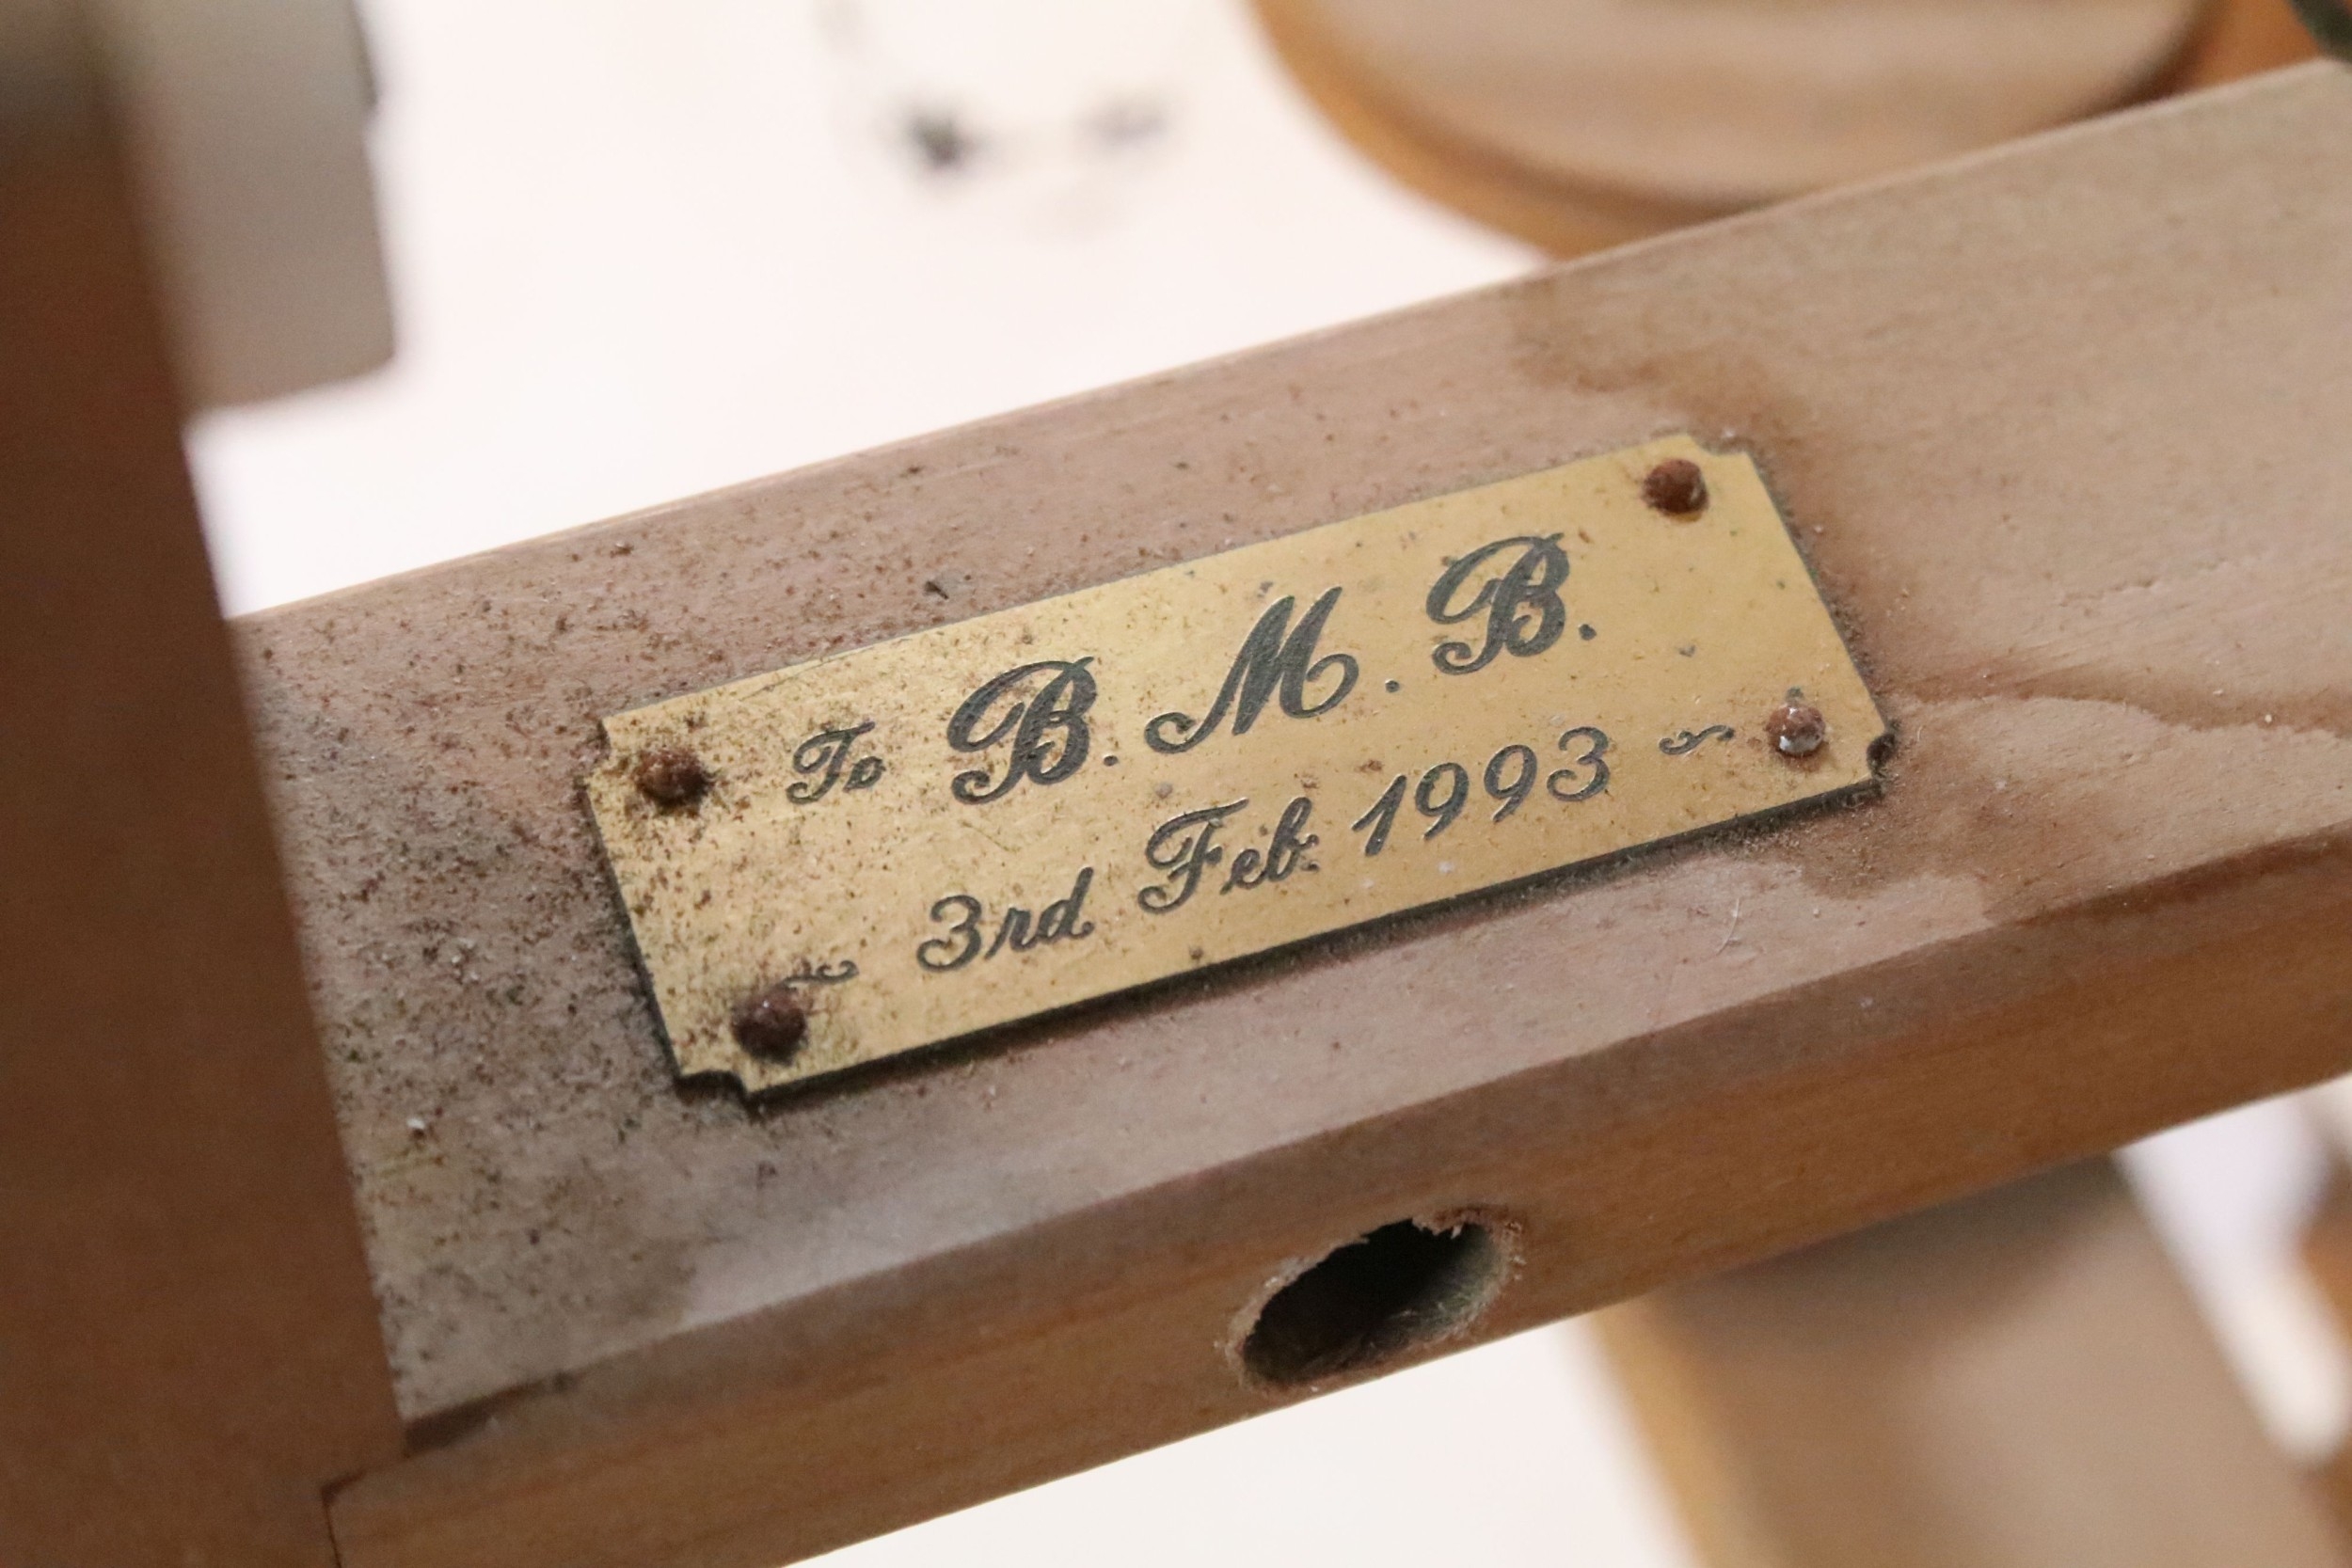 To B. M. B.
~ 3rd Feb: 1993 ~